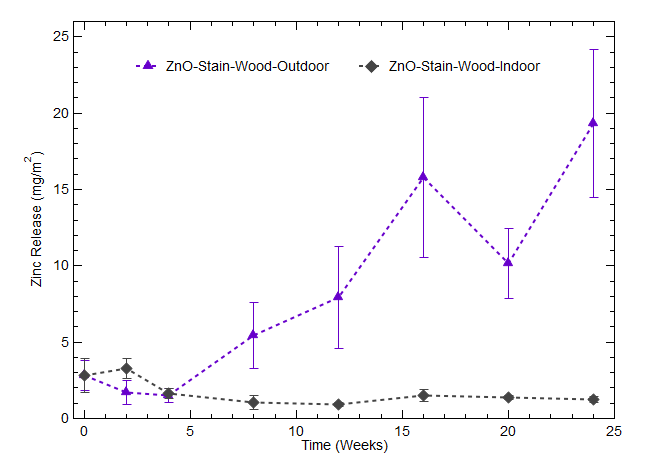 25
ZnO-Stain-Wood-Outdoor ZnO-Stain-Wood-Indoor
20
15
Zinc Release (mg/m²)
10
5
0
0 5 10 15 20 25
Time (Weeks)